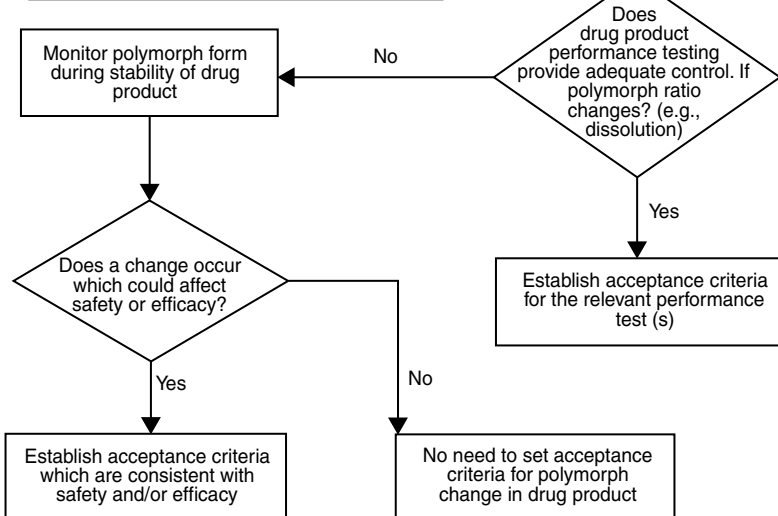 Does
drug product
performance testing
provide adequate control. If
polymorph ratio
changes? (e.g.,
dissolution)
No
Monitor polymorph form
during stability of drug
product
Yes
Establish acceptance criteria
for the relevant performance
test (s)
Does a change occur
which could affect
safety or efficacy?
Yes
No
Establish acceptance criteria
which are consistent with
safety and/or efficacy
No need to set acceptance
criteria for polymorph
change in drug product